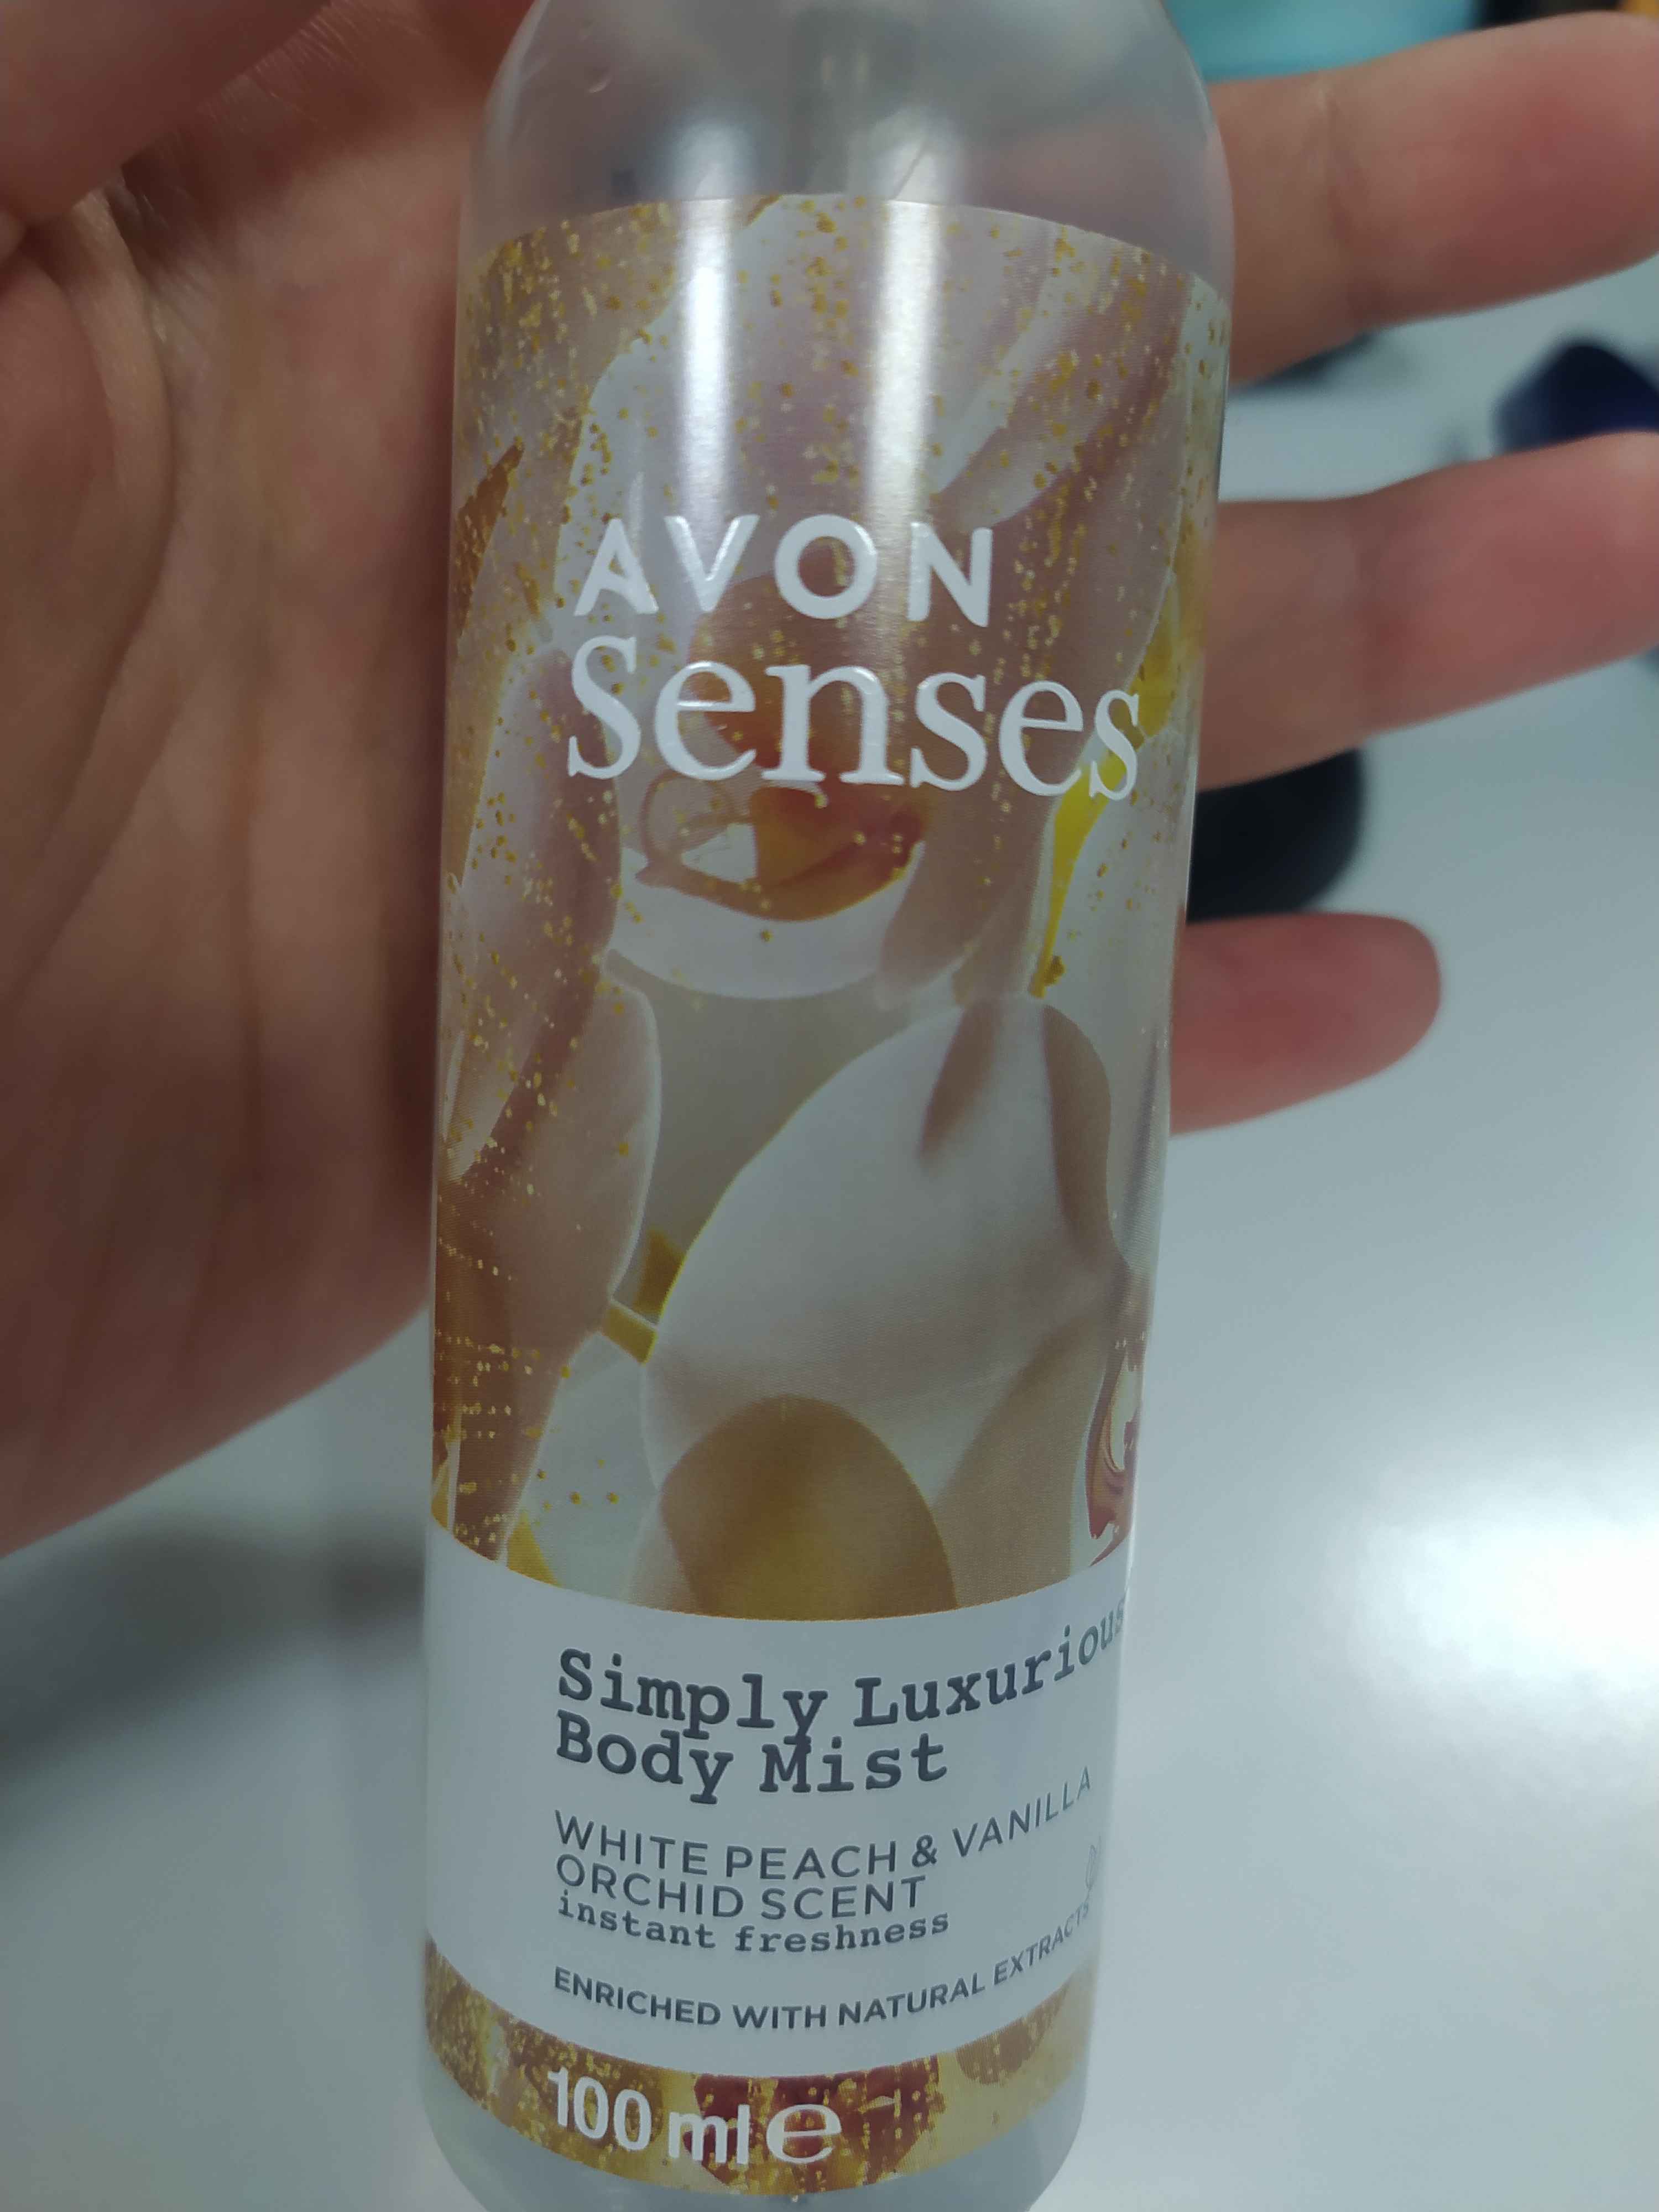 AVON
Senses
Simply Luxurious
Body Mist
WHITE PEACH & VANILLA
ORCHID SCENT
instant freshness
ENRICHED WITH NATURAL EXTRACTS
100 ml e